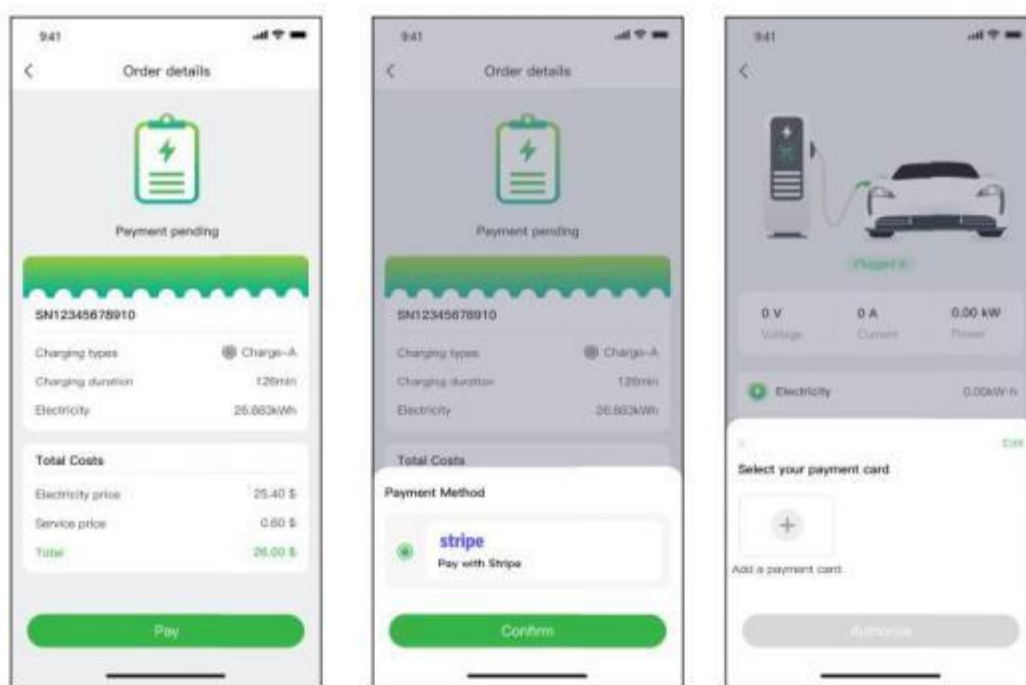 9:41
Order details
Payment pending
SN12345678910
Charging types Charge-A
Charging duration 126min
Electricity 26.663kWh
Total Costs
Electricity price 25.40 $
Service price 0.60 $
Total 26.00 $
Pay
9:41
Order details
Payment pending
SN12345678910
Charging types Charge-A
Charging duration 126min
Electricity 26.663kWh
Total Costs
Payment Method
stripe
Pay with Stripe
Confirm
9:41
Plugged in
0 V 0 A 0.00 kW
Voltage Current Power
Electricity 0.00kW·h
Edit
Select your payment card
Add a payment card
Authorize